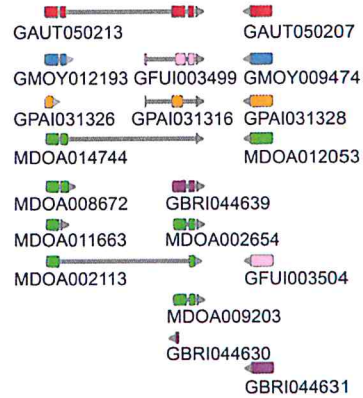 GAUT050213 GAUT050207
GMOY012193 GFUI003499 GMOY009474
GPAI031326 GPAI031316 GPAI031328
MDOA014744 MDOA012053
MDOA008672 GBRI044639
MDOA011663 MDOA002654
MDOA002113 GFUI003504
MDOA009203
GBRI044630
GBRI044631